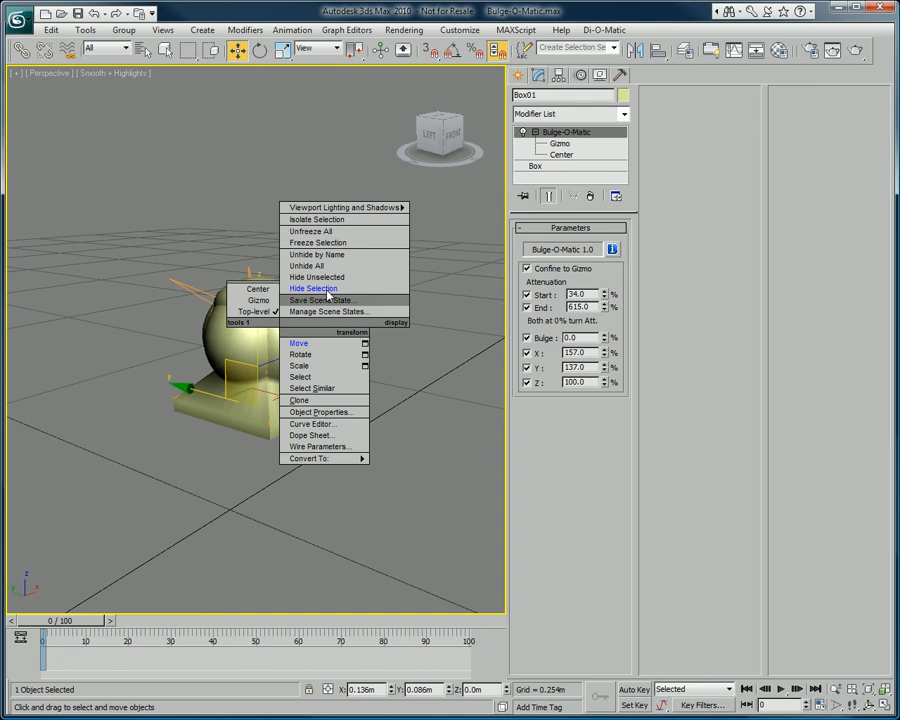 Autodesk 3ds Max 2010 - Not for Resale    Bulge-O-Matic.max
Edit Tools Group Views Create Modifiers Animation Graph Editors Rendering Customize MAXScript Help Di-O-Matic
All View Create Selection Se
[ + ] [ Perspective ] [ Smooth + Highlights ]
LEFT FRONT
Box01
Modifier List
Bulge-O-Matic
Gizmo
Center
Box
Parameters
Bulge-O-Matic 1.0
Confine to Gizmo
Attenuation
Start : 34.0 %
End : 615.0 %
Both at 0% turn Att.
Bulge : 0.0 %
X : 157.0 %
Y : 137.0 %
Z : 100.0 %
Viewport Lighting and Shadows
Isolate Selection
Unfreeze All
Freeze Selection
Unhide by Name
Unhide All
Hide Unselected
Hide Selection
Save Scene State...
Manage Scene States...
display
Center
Gizmo
Top-level
tools 1
transform
Move
Rotate
Scale
Select
Select Similar
Clone
Object Properties...
Curve Editor...
Dope Sheet...
Wire Parameters...
Convert To:
z
y
z
y x
< 0 / 100 >
0 10 20 30 40 50 60 70 80 90 100
1 Object Selected X: 0.136m Y: 0.086m Z: 0.0m Grid = 0.254m Auto Key Selected
Click and drag to select and move objects Add Time Tag Set Key Key Filters... 0